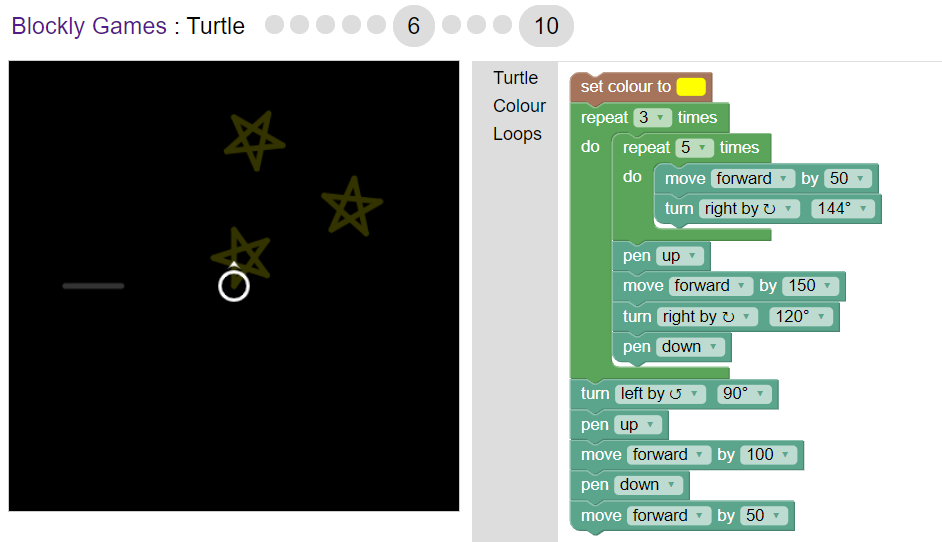 Blockly Games : Turtle 6 10
Turtle
Colour
Loops
set colour to
repeat 3 times
do repeat 5 times
do move forward by 50
turn right by ↻ 144°
pen up
move forward by 150
turn right by ↻ 120°
pen down
turn left by ↺ 90°
pen up
move forward by 100
pen down
move forward by 50